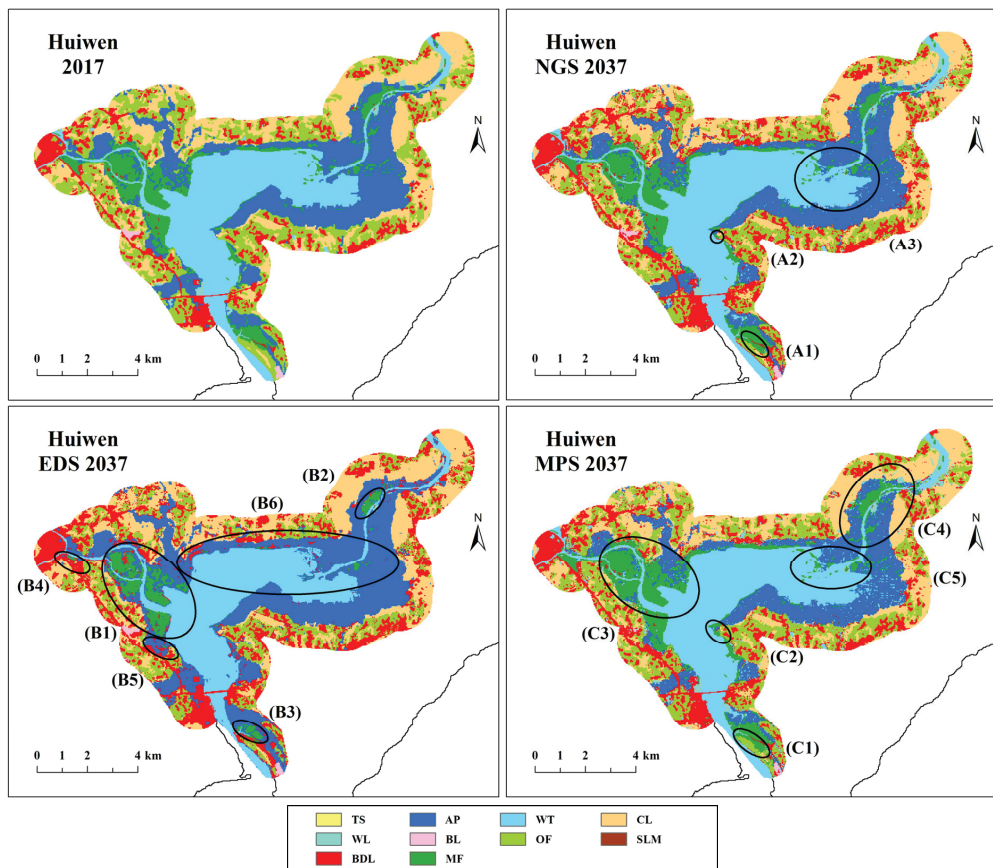 Huiwen
2017
N
0 1 2 4 km
Huiwen
NGS 2037
N
(A3)
(A2)
(A1)
0 1 2 4 km
Huiwen
EDS 2037
(B2)
(B6)
N
(B4)
(B1)
(B5)
(B3)
0 1 2 4 km
Huiwen
MPS 2037
N
(C4)
(C5)
(C3)
(C2)
(C1)
0 1 2 4 km
TS AP WT CL
WL BL OF SLM
BDL MF